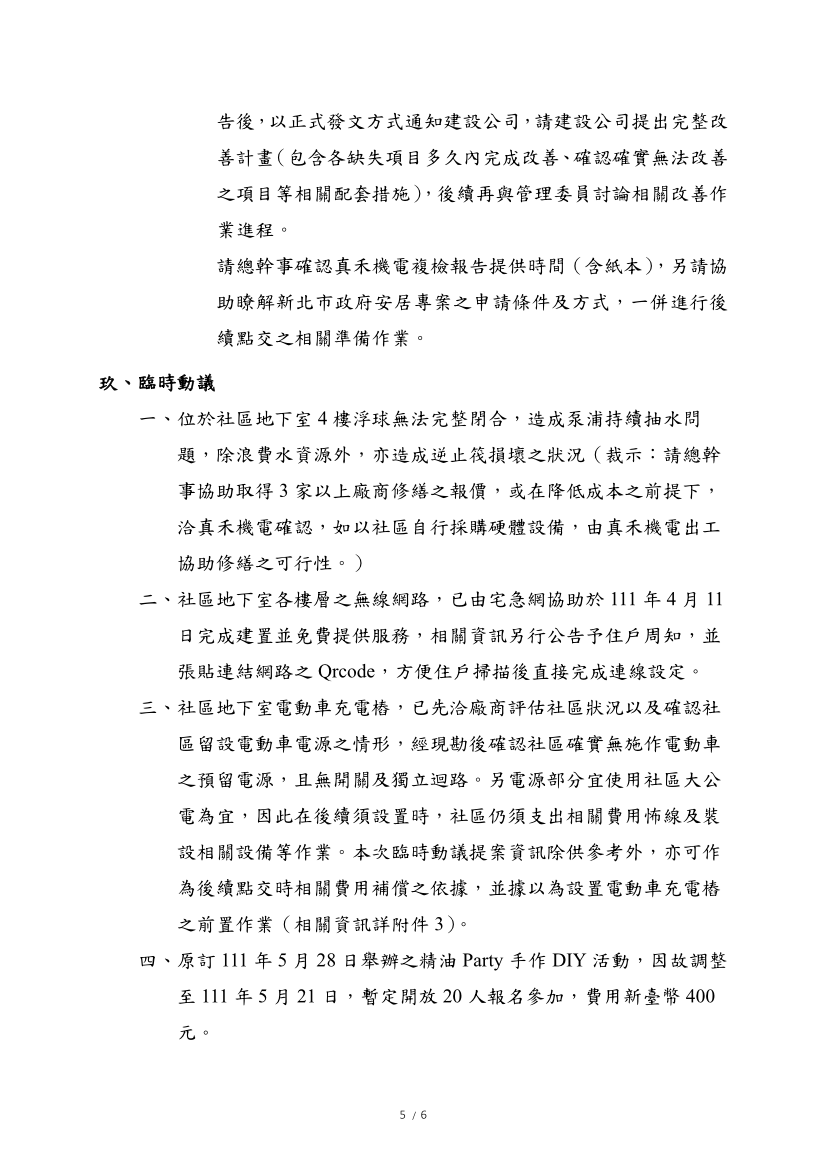 告後，以正式發文方式通知建設公司，請建設公司提出完整改
善計畫（包含各缺失項目多久內完成改善、確認確實無法改善
之項目等相關配套措施），後續再與管理委員討論相關改善作
業進程。
請總幹事確認真禾機電複檢報告提供時間（含紙本），另請協
助瞭解新北市政府安居專案之申請條件及方式，一併進行後
續點交之相關準備作業。
玖、臨時動議
一、位於社區地下室 4 樓浮球無法完整閉合，造成泵浦持續抽水問
題，除浪費水資源外，亦造成逆止筏損壞之狀況（裁示：請總幹
事協助取得 3 家以上廠商修繕之報價，或在降低成本之前提下，
洽真禾機電確認，如以社區自行採購硬體設備，由真禾機電出工
協助修繕之可行性。）
二、社區地下室各樓層之無線網路，已由宅急網協助於 111 年 4 月 11
日完成建置並免費提供服務，相關資訊另行公告予住戶周知，並
張貼連結網路之 Qrcode，方便住戶掃描後直接完成連線設定。
三、社區地下室電動車充電樁，已先洽廠商評估社區狀況以及確認社
區留設電動車電源之情形，經現勘後確認社區確實無施作電動車
之預留電源，且無開關及獨立迴路。另電源部分宜使用社區大公
電為宜，因此在後續須設置時，社區仍須支出相關費用怖線及裝
設相關設備等作業。本次臨時動議提案資訊除供參考外，亦可作
為後續點交時相關費用補償之依據，並據以為設置電動車充電樁
之前置作業（相關資訊詳附件 3）。
四、原訂 111 年 5 月 28 日舉辦之精油 Party 手作 DIY 活動，因故調整
至 111 年 5 月 21 日，暫定開放 20 人報名參加，費用新臺幣 400
元。
5 / 6